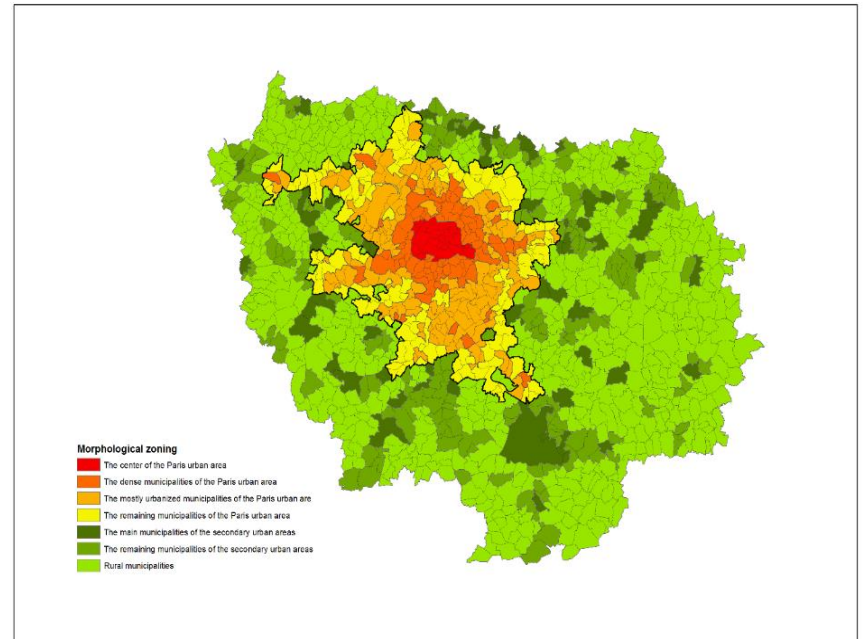 Morphological zoning
The center of the Paris urban area
The dense municipalities of the Paris urban area
The mostly urbanized municipalities of the Paris urban are
The remaining municipalities of the Paris urban area
The main municipalities of the secondary urban areas
The remaining municipalities of the secondary urban areas
Rural municipalities